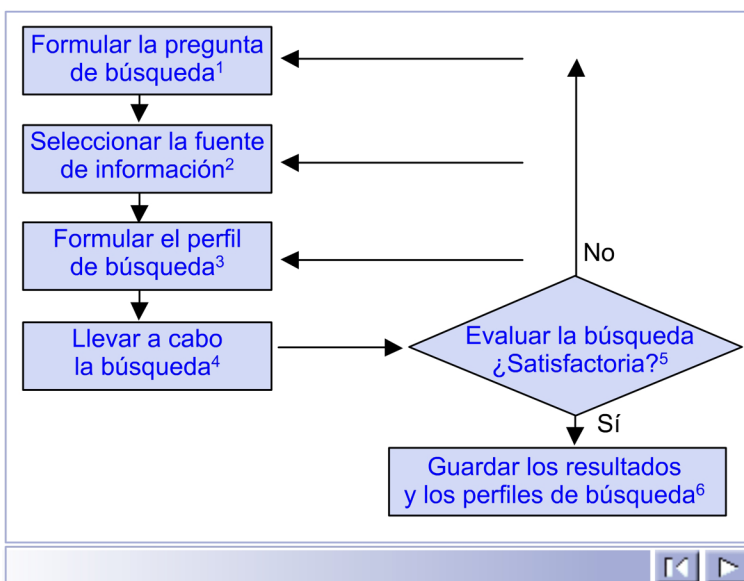 Formular la pregunta
de búsqueda¹
Seleccionar la fuente
de información²
Formular el perfil
de búsqueda³
Llevar a cabo
la búsqueda⁴
No
Evaluar la búsqueda
¿Satisfactoria?⁵
Sí
Guardar los resultados
y los perfiles de búsqueda⁶